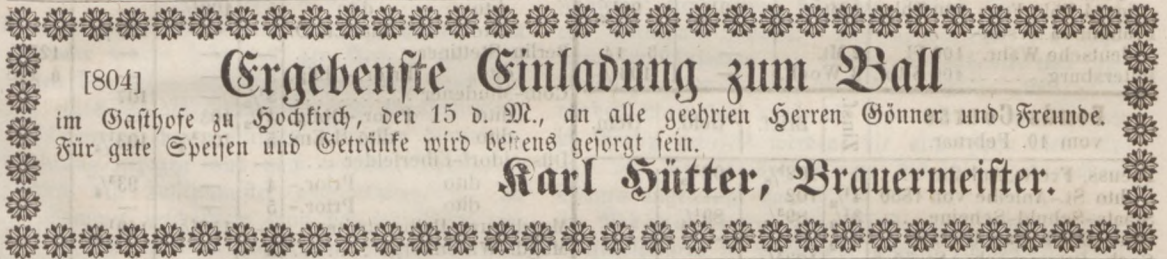 [804] Ergebenste Einladung zum Ball
im Gasthofe zu Hochkirch, den 15 d. M., an alle geehrten Herren Gönner und Freunde.
Für gute Speisen und Getränke wird bestens gesorgt sein.
Karl Hütter, Brauermeister.